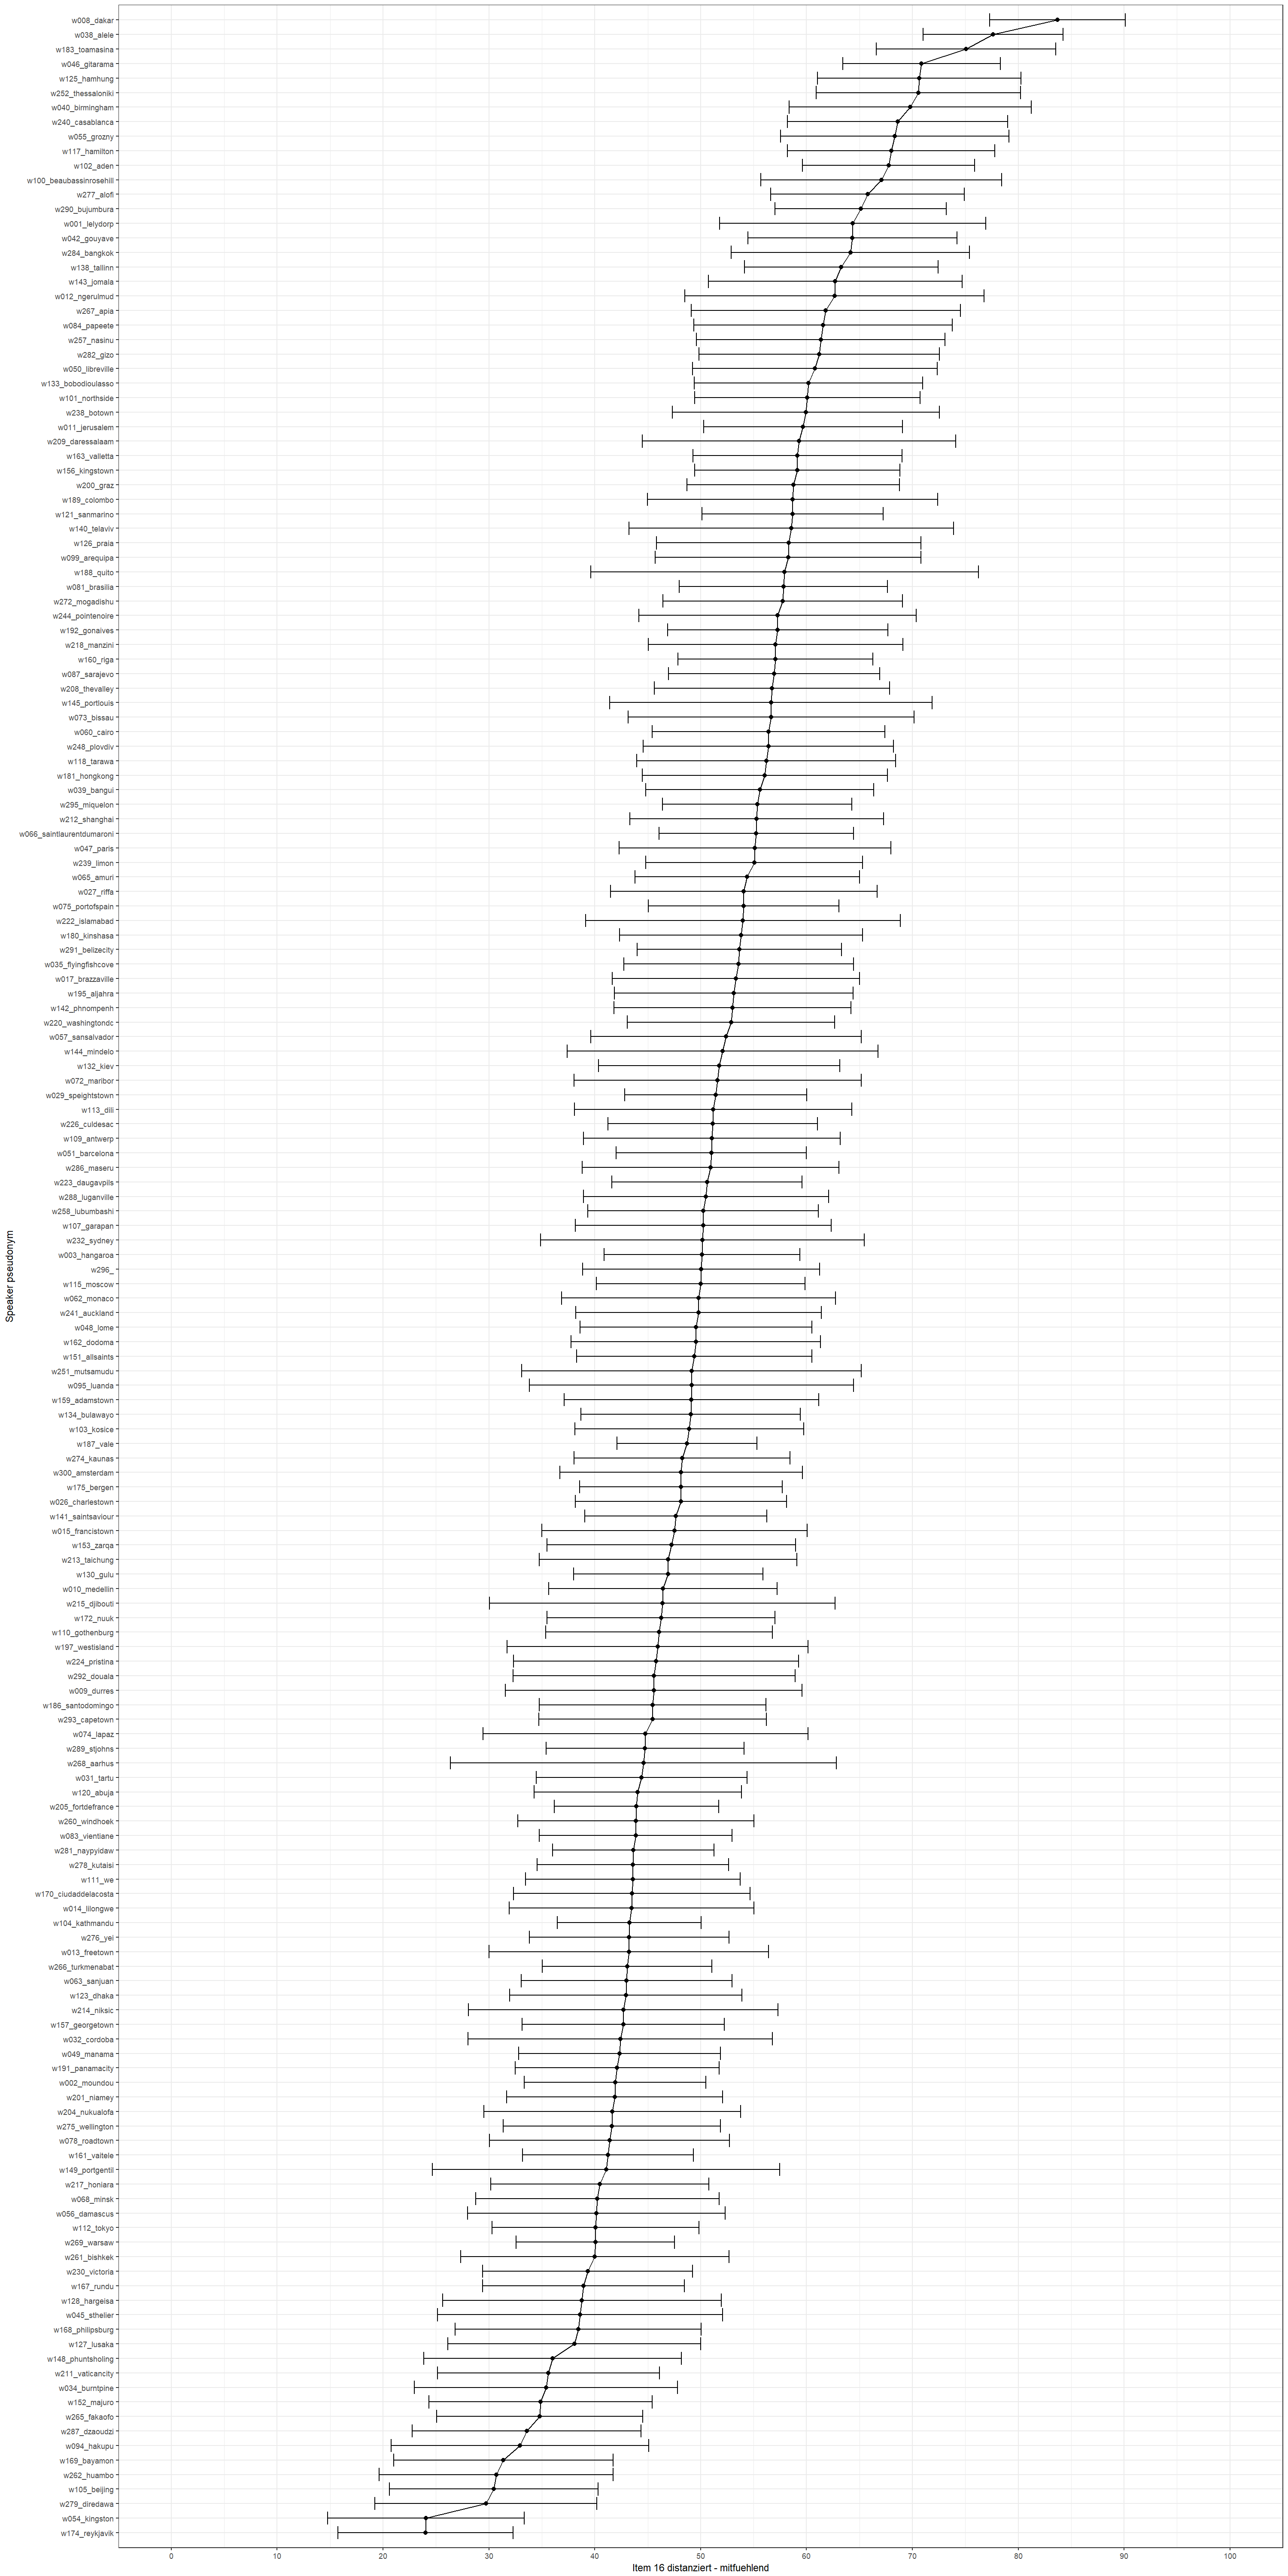 w008_dakar
w038_alele
w183_toamasina
w046_gitarama
w125_hamhung
w252_thessaloniki
w040_birmingham
w240_casablanca
w055_grozny
w117_hamilton
w102_aden
w100_beaubassinrosehill
w277_alofi
w290_bujumbura
w001_lelydorp
w042_gouyave
w284_bangkok
w138_tallinn
w143_jomala
w012_ngerulmud
w267_apia
w084_papeete
w257_nasinu
w282_gizo
w050_libreville
w133_bobodioulasso
w101_northside
w238_botown
w011_jerusalem
w209_daressalaam
w163_valletta
w156_kingstown
w200_graz
w189_colombo
w121_sanmarino
w140_telaviv
w126_praia
w099_arequipa
w188_quito
w081_brasilia
w272_mogadishu
w244_pointenoire
w192_gonaives
w218_manzini
w160_riga
w087_sarajevo
w208_thevalley
w145_portlouis
w073_bissau
w060_cairo
w248_plovdiv
w118_tarawa
w181_hongkong
w039_bangui
w295_miquelon
w212_shanghai
w066_saintlaurentdumaroni
w047_paris
w239_limon
w065_amuri
w027_riffa
w075_portofspain
w222_islamabad
w180_kinshasa
w291_belizecity
w035_flyingfishcove
w017_brazzaville
w195_aljahra
w142_phnompenh
w220_washingtondc
w057_sansalvador
w144_mindelo
w132_kiev
w072_maribor
w029_speightstown
w113_dili
w226_culdesac
w109_antwerp
w051_barcelona
w286_maseru
w223_daugavpils
w288_luganville
w258_lubumbashi
w107_garapan
w232_sydney
w003_hangaroa
w296_
w115_moscow
w062_monaco
w241_auckland
w048_lome
w162_dodoma
w151_allsaints
w251_mutsamudu
w095_luanda
w159_adamstown
w134_bulawayo
w103_kosice
w187_vale
w274_kaunas
w300_amsterdam
w175_bergen
w026_charlestown
w141_saintsaviour
w015_francistown
w153_zarqa
w213_taichung
w130_gulu
w010_medellin
w215_djibouti
w172_nuuk
w110_gothenburg
w197_westisland
w224_pristina
w292_douala
w009_durres
w186_santodomingo
w293_capetown
w074_lapaz
w289_stjohns
w268_aarhus
w031_tartu
w120_abuja
w205_fortdefrance
w260_windhoek
w083_vientiane
w281_naypyidaw
w278_kutaisi
w111_we
w170_ciudaddelacosta
w014_lilongwe
w104_kathmandu
w276_yei
w013_freetown
w266_turkmenabat
w063_sanjuan
w123_dhaka
w214_niksic
w157_georgetown
w032_cordoba
w049_manama
w191_panamacity
w002_moundou
w201_niamey
w204_nukualofa
w275_wellington
w078_roadtown
w161_vaitele
w149_portgentil
w217_honiara
w068_minsk
w056_damascus
w112_tokyo
w269_warsaw
w261_bishkek
w230_victoria
w167_rundu
w128_hargeisa
w045_sthelier
w168_philipsburg
w127_lusaka
w148_phuntsholing
w211_vaticancity
w034_burntpine
w152_majuro
w265_fakaofo
w287_dzaoudzi
w094_hakupu
w169_bayamon
w262_huambo
w105_beijing
w279_diredawa
w054_kingston
w174_reykjavik
Speaker pseudonym
0 10 20 30 40 50 60 70 80 90 100
Item 16 distanziert - mitfuehlend